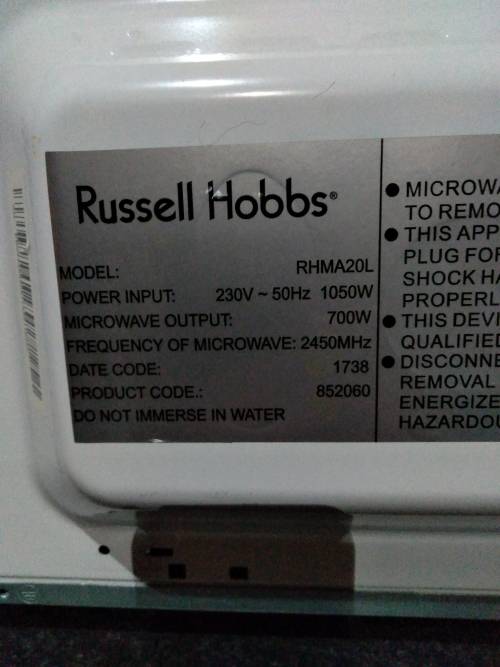 Russell Hobbs®
MODEL: RHMA20L
POWER INPUT: 230V ~ 50Hz 1050W
MICROWAVE OUTPUT: 700W
FREQUENCY OF MICROWAVE: 2450MHz
DATE CODE: 1738
PRODUCT CODE.: 852060
DO NOT IMMERSE IN WATER
● MICROWA
TO REMO
● THIS APP
PLUG FOR
SHOCK HA
PROPERL
● THIS DEVI
QUALIFIED
● DISCONNE
REMOVAL
ENERGIZE
HAZARDOU